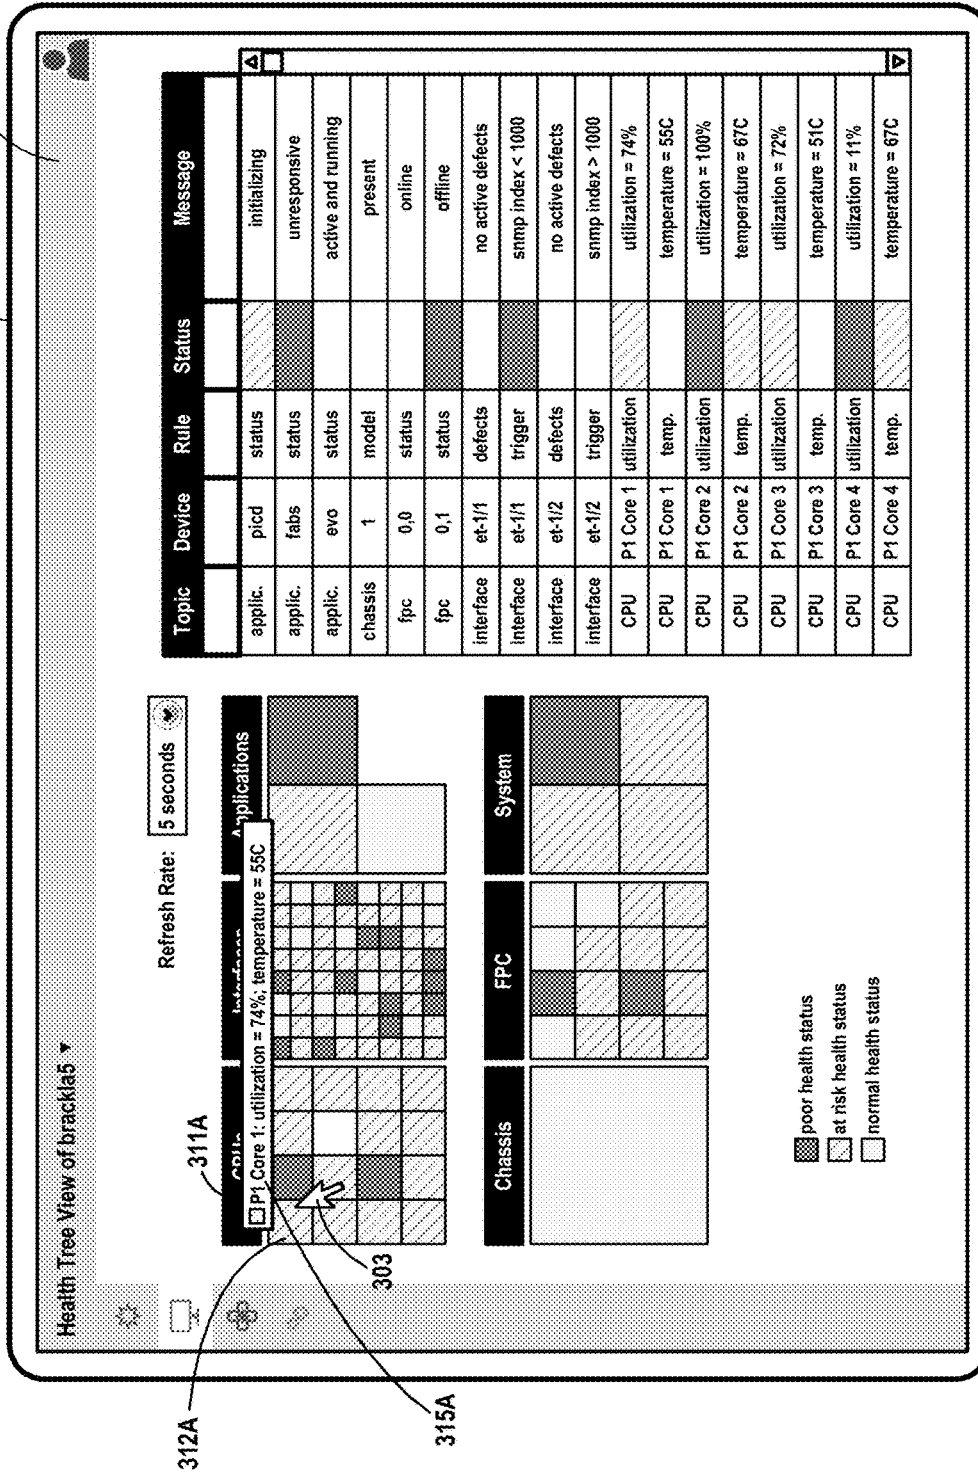 Health Tree View of brackla5 ▼
Refresh Rate: 5 seconds
311A
CPUs
Interfaces
Applications
P1 Core 1: utilization = 74%; temperature = 55C
312A
303
315A
Chassis
FPC
System
poor health status
at risk health status
normal health status
Topic Device Rule Status Message
applic. picd status initializing
applic. fabs status unresponsive
applic. evo status active and running
chassis 1 model present
fpc 0,0 status online
fpc 0,1 status offline
interface et-1/1 defects no active defects
interface et-1/1 trigger snmp index < 1000
interface et-1/2 defects no active defects
interface et-1/2 trigger snmp index > 1000
CPU P1 Core 1 utilization utilization = 74%
CPU P1 Core 1 temp. temperature = 55C
CPU P1 Core 2 utilization utilization = 100%
CPU P1 Core 2 temp. temperature = 67C
CPU P1 Core 3 utilization utilization = 72%
CPU P1 Core 3 temp. temperature = 51C
CPU P1 Core 4 utilization utilization = 11%
CPU P1 Core 4 temp. temperature = 67C